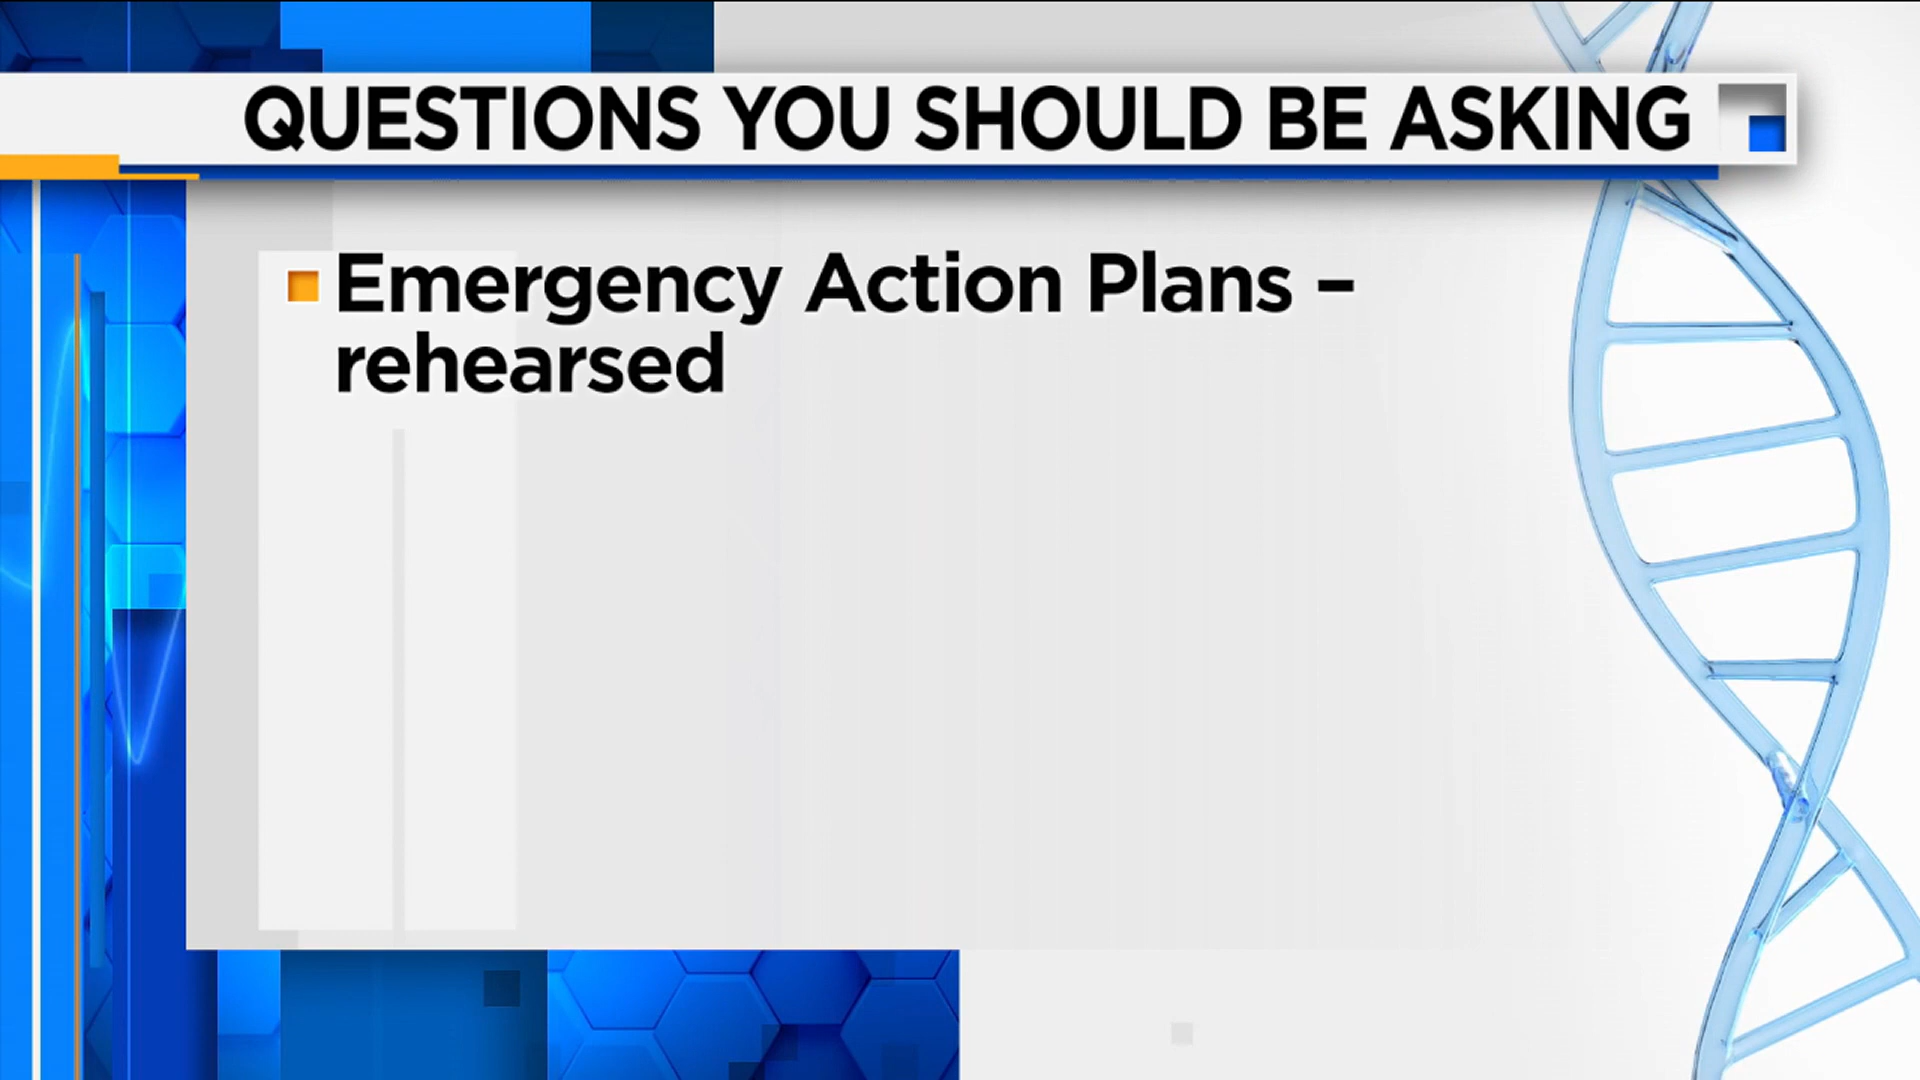 QUESTIONS YOU SHOULD BE ASKING
Emergency Action Plans –
rehearsed